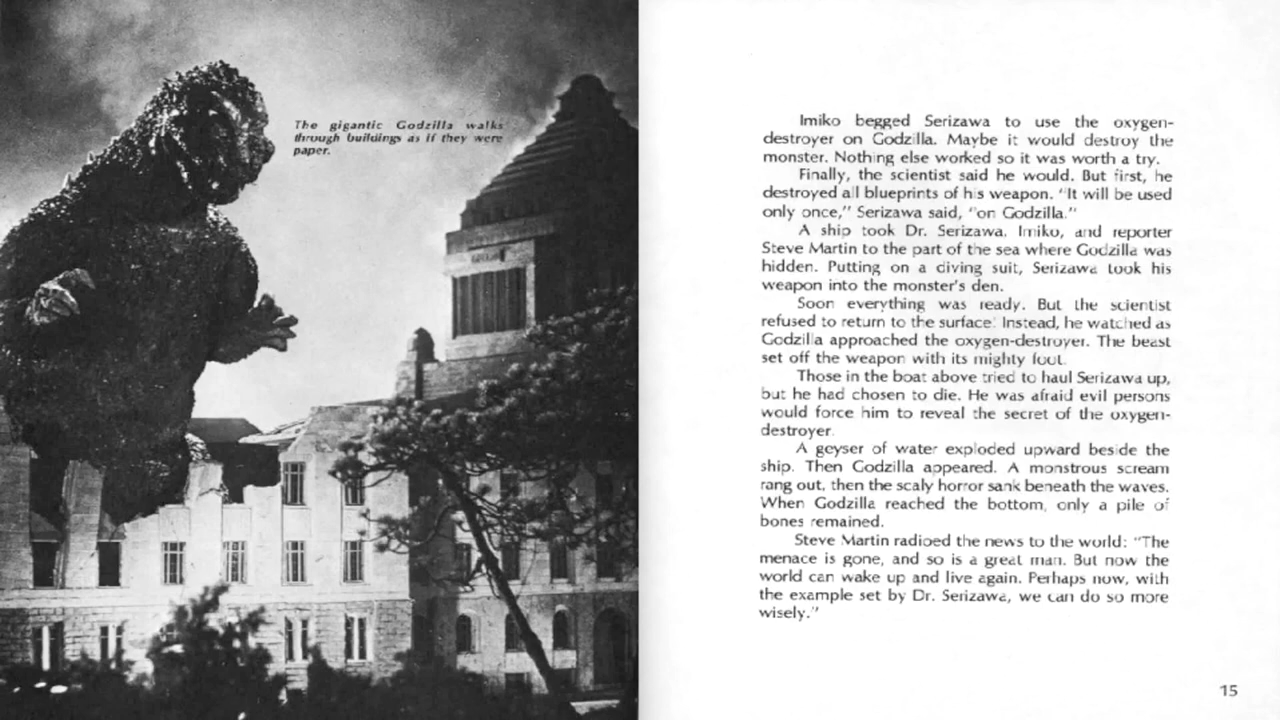 The gigantic Godzilla walks
through buildings as if they were
paper.
Imiko begged Serizawa to use the oxygen-
destroyer on Godzilla. Maybe it would destroy the
monster. Nothing else worked so it was worth a try.
Finally, the scientist said he would. But first, he
destroyed all blueprints of his weapon. "It will be used
only once," Serizawa said, "on Godzilla."
A ship took Dr. Serizawa, Imiko, and reporter
Steve Martin to the part of the sea where Godzilla was
hidden. Putting on a diving suit, Serizawa took his
weapon into the monster's den.
Soon everything was ready. But the scientist
refused to return to the surface. Instead, he watched as
Godzilla approached the oxygen-destroyer. The beast
set off the weapon with its mighty foot.
Those in the boat above tried to haul Serizawa up,
but he had chosen to die. He was afraid evil persons
would force him to reveal the secret of the oxygen-
destroyer.
A geyser of water exploded upward beside the
ship. Then Godzilla appeared. A monstrous scream
rang out, then the scaly horror sank beneath the waves.
When Godzilla reached the bottom, only a pile of
bones remained.
Steve Martin radioed the news to the world: "The
menace is gone, and so is a great man. But now the
world can wake up and live again. Perhaps now, with
the example set by Dr. Serizawa, we can do so more
wisely."
15